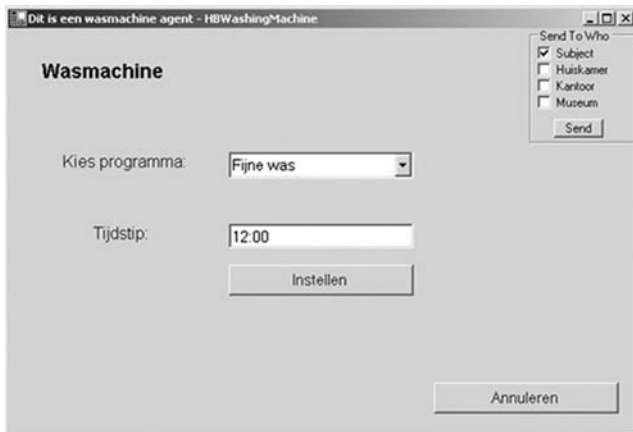 Dit is een wasmachine agent - HBWashingMachine
Send To Who
Subject
Huiskamer
Kantoor
Museum
Send
Wasmachine
Kies programma:
Fijne was
Tijdstip:
12:00
Instellen
Annuleren